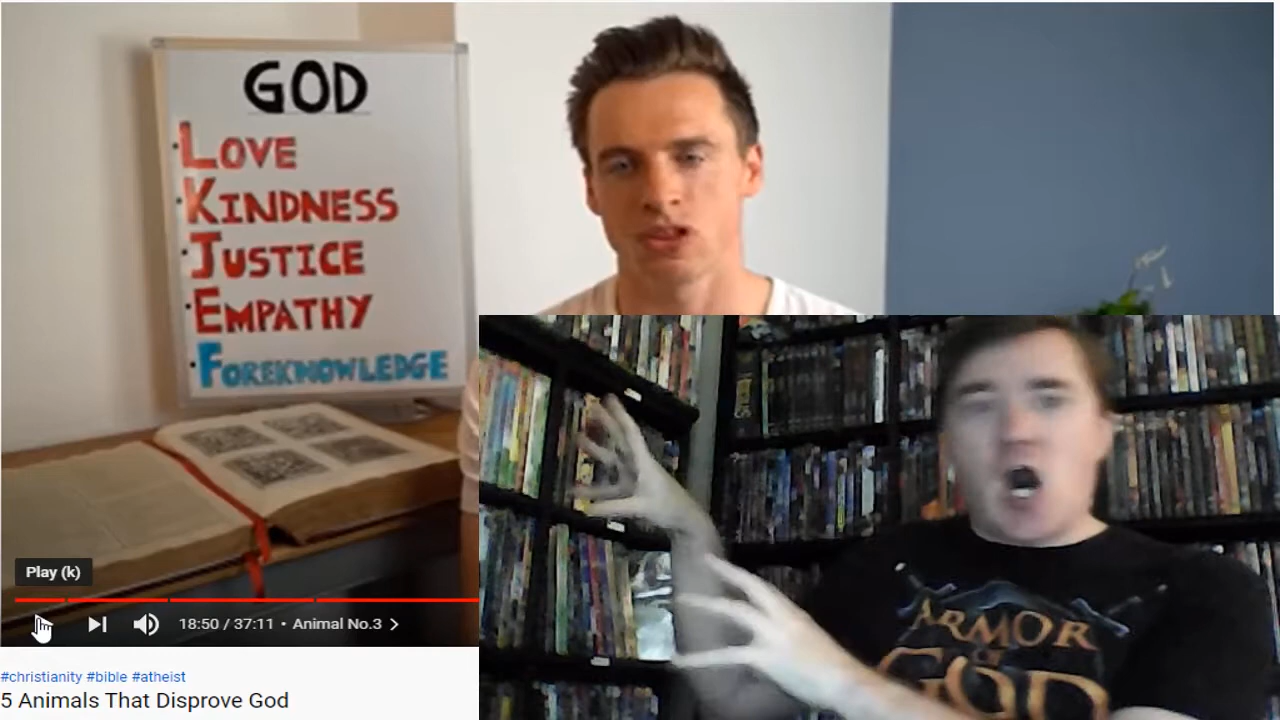 GOD
• LOVE
• KINDNESS
• JUSTICE
• EMPATHY
• FOREKNOWLEDGE
ARMOR
OF
GOD
Play (k)
18:50 / 37:11 • Animal No.3 >
#christianity #bible #atheist
5 Animals That Disprove God